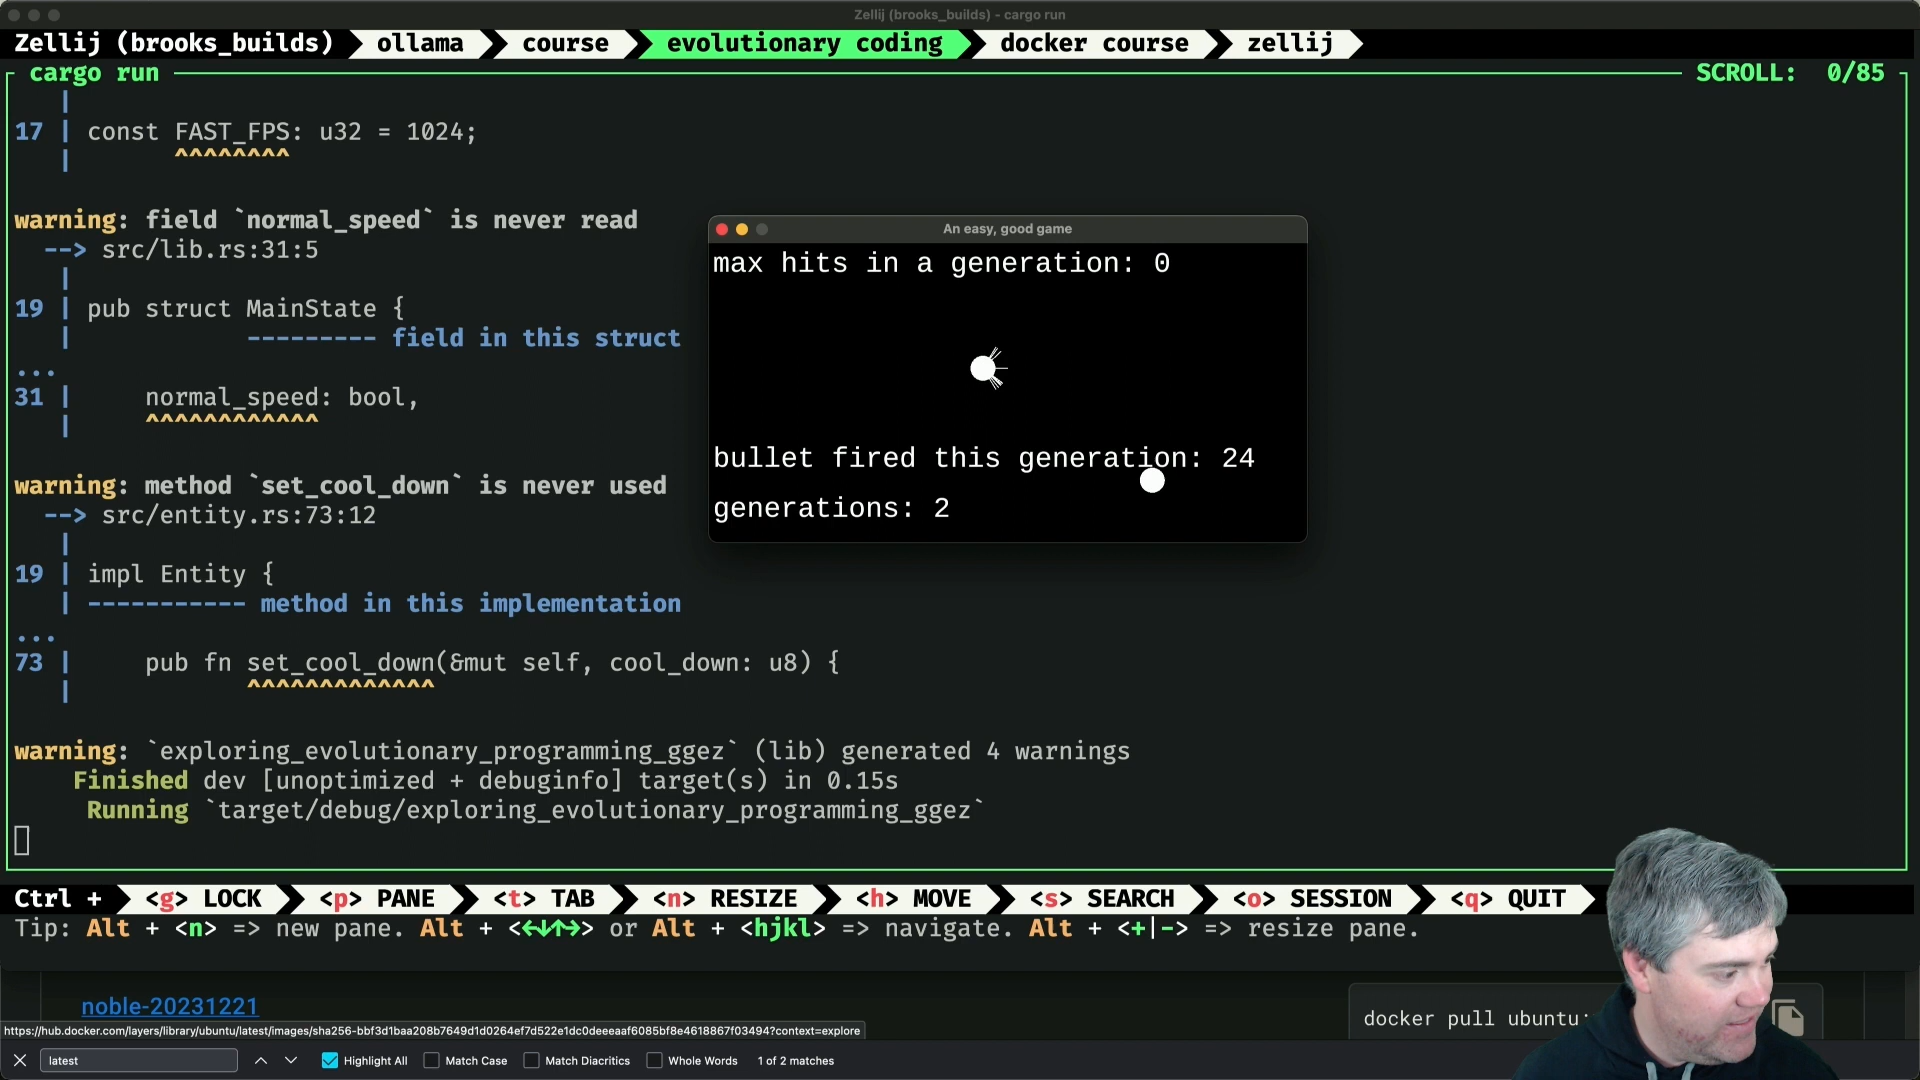 Zellij (brooks_builds) - cargo run
Zellij (brooks_builds) ollama course evolutionary coding docker course zellij
cargo run SCROLL: 0/85
|
17 | const FAST_FPS: u32 = 1024;
| ^^^^^^^^
warning: field `normal_speed` is never read
--> src/lib.rs:31:5
|
19 | pub struct MainState {
| --------- field in this struct
...
31 | normal_speed: bool,
| ^^^^^^^^^^^^
warning: method `set_cool_down` is never used
--> src/entity.rs:73:12
|
19 | impl Entity {
| ----------- method in this implementation
...
73 | pub fn set_cool_down(&mut self, cool_down: u8) {
| ^^^^^^^^^^^^^
warning: `exploring_evolutionary_programming_ggez` (lib) generated 4 warnings
Finished dev [unoptimized + debuginfo] target(s) in 0.15s
Running `target/debug/exploring_evolutionary_programming_ggez`
An easy, good game
max hits in a generation: 0
bullet fired this generation: 24
generations: 2
Ctrl + <g> LOCK <p> PANE <t> TAB <n> RESIZE <h> MOVE <s> SEARCH <o> SESSION <q> QUIT
Tip: Alt + <n> => new pane. Alt + <←↓↑→> or Alt + <hjkl> => navigate. Alt + <+|-> => resize pane.
noble-20231221
docker pull ubuntu:
https://hub.docker.com/layers/library/ubuntu/latest/images/sha256-bbf3d1baa208b7649d1d0264ef7d522e1dc0deeeaaf6085bf8e4618867f03494?context=explore
latest Highlight All Match Case Match Diacritics Whole Words 1 of 2 matches